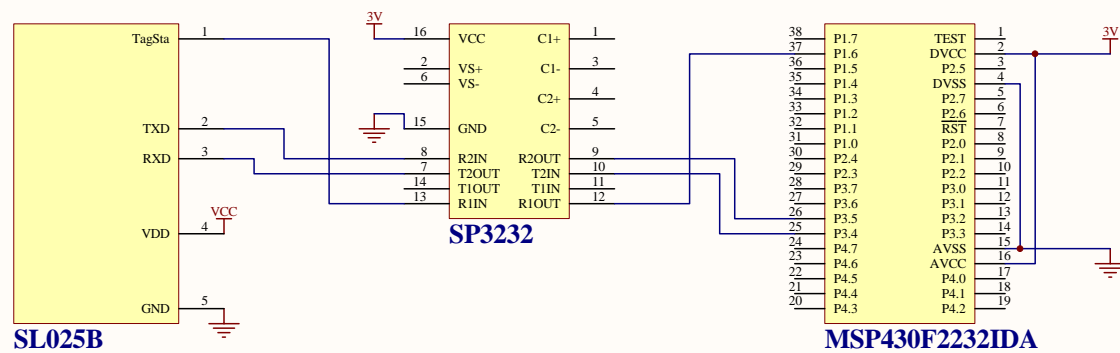 TagSta 1
TXD 2
RXD 3
VDD 4
VCC
GND 5
SL025B
3V
16 VCC C1+ 1
2 VS+ C1- 3
6 VS-
C2+ 4
15 GND C2- 5
8 R2IN R2OUT 9
7 T2OUT T2IN 10
14 T1OUT T1IN 11
13 R1IN R1OUT 12
SP3232
3V
38 P1.7 TEST 1
37 P1.6 DVCC 2
36 P1.5 P2.5 3
35 P1.4 DVSS 4
34 P1.3 P2.7 5
33 P1.2 P2.6 6
32 P1.1 RST 7
31 P1.0 P2.0 8
30 P2.4 P2.1 9
29 P2.3 P2.2 10
28 P3.7 P3.0 11
27 P3.6 P3.1 12
26 P3.5 P3.2 13
25 P3.4 P3.3 14
24 P4.7 AVSS 15
23 P4.6 AVCC 16
22 P4.5 P4.0 17
21 P4.4 P4.1 18
20 P4.3 P4.2 19
MSP430F2232IDA